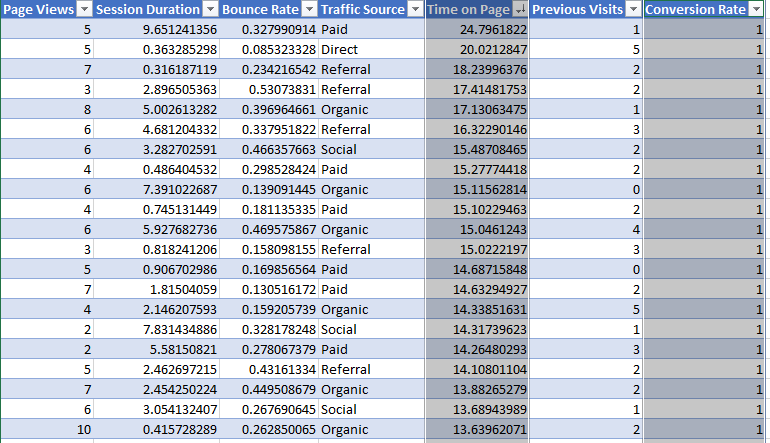 Page Views Session Duration Bounce Rate Traffic Source Time on Page Previous Visits Conversion Rate
5 9.651241356 0.327990914 Paid 24.7961822 1 1
5 0.363285298 0.085323328 Direct 20.0212847 5 1
7 0.316187119 0.234216542 Referral 18.23996376 2 1
3 2.896505363 0.53073831 Referral 17.41481753 2 1
8 5.002613282 0.396964661 Organic 17.13063475 1 1
6 4.681204332 0.337951822 Referral 16.32290146 3 1
6 3.282702591 0.466357663 Social 15.48708465 2 1
4 0.486404532 0.298528424 Paid 15.27774418 2 1
6 7.391022687 0.139091445 Organic 15.11562814 0 1
4 0.745131449 0.181135335 Paid 15.10229463 2 1
6 5.927682736 0.469575867 Organic 15.0461243 4 1
3 0.818241206 0.158098155 Referral 15.0222197 3 1
5 0.906702986 0.169856564 Paid 14.68715848 0 1
7 1.81504059 0.130516172 Paid 14.63294927 2 1
4 2.146207593 0.159205739 Organic 14.33851631 5 1
2 7.831434886 0.328178248 Social 14.31739623 1 1
2 5.58150821 0.278067379 Paid 14.26480293 3 1
5 2.462697215 0.43161334 Referral 14.10801104 2 1
7 2.454250224 0.449508679 Organic 13.88265279 2 1
6 3.054132407 0.267690645 Social 13.68943989 1 1
10 0.415728289 0.262850065 Organic 13.63962071 2 1